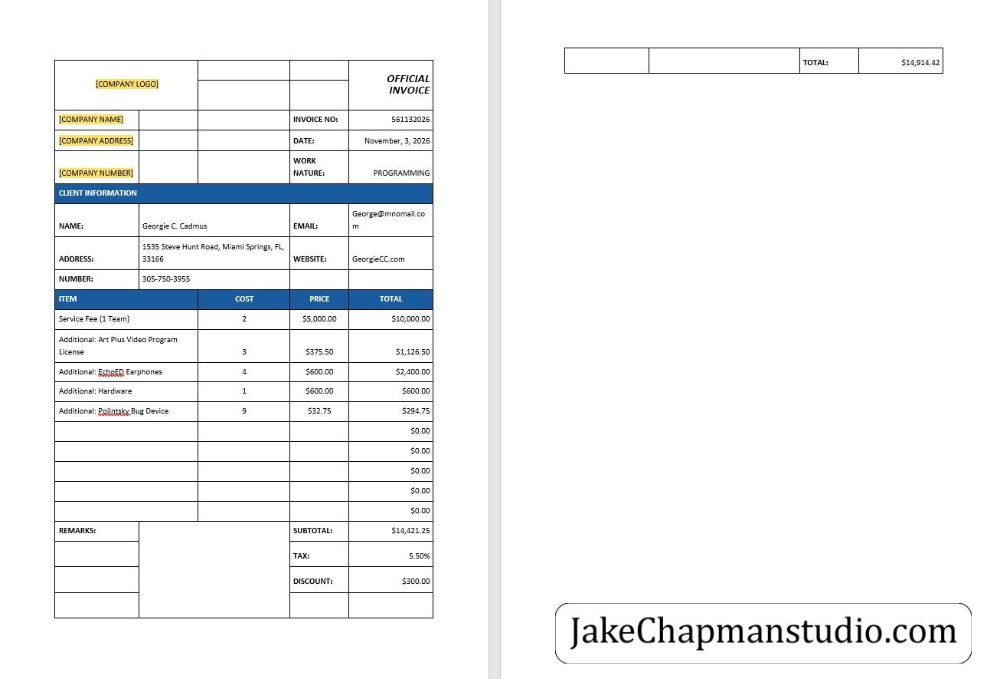 [COMPANY LOGO]
OFFICIAL
INVOICE
[COMPANY NAME] INVOICE NO: 561132026
[COMPANY ADDRESS] DATE: November, 3, 2026
WORK
[COMPANY NUMBER] NATURE: PROGRAMMING
CLIENT INFORMATION
George@mnomail.co
NAME: Georgie C. Cadmus EMAIL: m
1535 Steve Hunt Road, Miami Springs, FL,
ADDRESS: 33166 WEBSITE: GeorgieCC.com
NUMBER: 305-750-3955
ITEM COST PRICE TOTAL
Service Fee (1 Team) 2 $5,000.00 $10,000.00
Additional: Art Plus Video Program
License 3 $375.50 $1,126.50
Additional: EchoED Earphones 4 $600.00 $2,400.00
Additional: Hardware 1 $600.00 $600.00
Additional: Poilntsky Bug Device 9 $32.75 $294.75
$0.00
$0.00
$0.00
$0.00
$0.00
REMARKS: SUBTOTAL: $14,421.25
TAX: 5.50%
DISCOUNT: $300.00
TOTAL: $14,914.42
JakeChapmanstudio.com